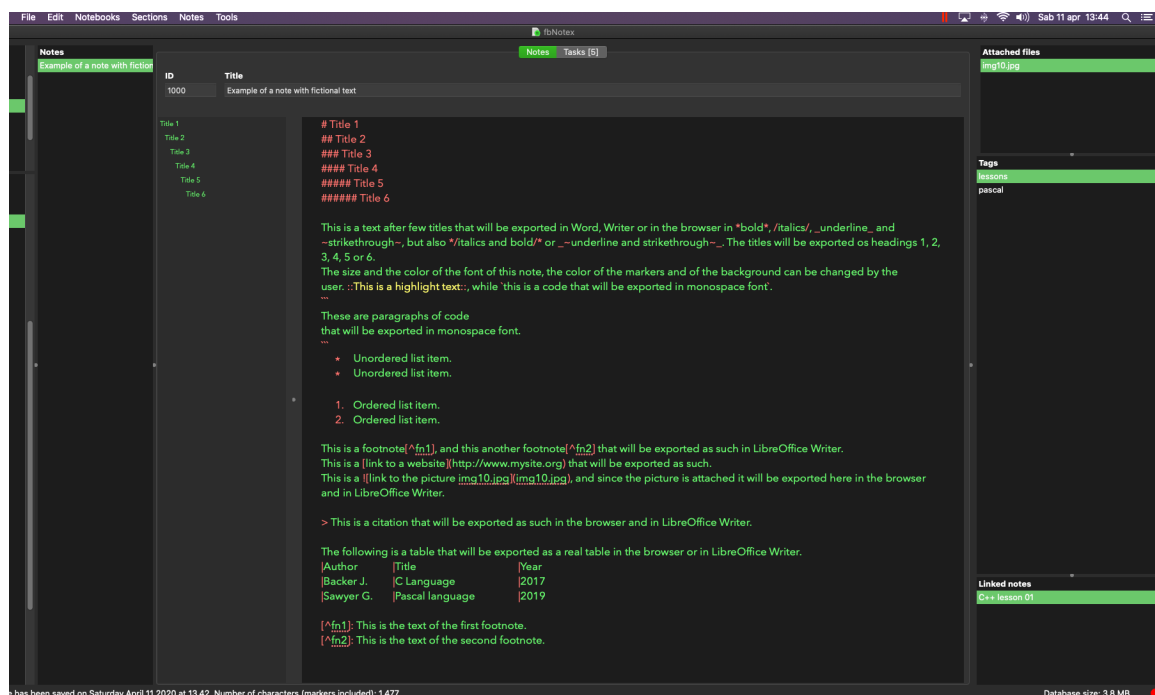 File Edit Notebooks Sections Notes Tools
Sab 11 apr 13:44
fbNotex
Notes
Example of a note with fiction
Notes Tasks [5]
ID Title
1000 Example of a note with fictional text
Title 1
Title 2
Title 3
Title 4
Title 5
Title 6
# Title 1
## Title 2
### Title 3
#### Title 4
##### Title 5
###### Title 6
This is a text after few titles that will be exported in Word, Writer or in the browser in *bold*, /italics/, _underline_ and
~strikethrough~, but also */italics and bold/* or _~underline and strikethrough~_. The titles will be exported os headings 1, 2,
3, 4, 5 or 6.
The size and the color of the font of this note, the color of the markers and of the background can be changed by the
user. ::This is a highlight text::, while `this is a code that will be exported in monospace font`.
```
These are paragraphs of code
that will be exported in monospace font.
```
* Unordered list item.
* Unordered list item.
1. Ordered list item.
2. Ordered list item.
This is a footnote[^fn1], and this another footnote[^fn2] that will be exported as such in LibreOffice Writer.
This is a [link to a website](http://www.mysite.org) that will be exported as such.
This is a ![link to the picture img10.jpg](img10.jpg), and since the picture is attached it will be exported here in the browser
and in LibreOffice Writer.
> This is a citation that will be exported as such in the browser and in LibreOffice Writer.
The following is a table that will be exported as a real table in the browser or in LibreOffice Writer.
|Author |Title |Year
|Backer J. |C Language |2017
|Sawyer G. |Pascal language |2019
[^fn1]: This is the text of the first footnote.
[^fn2]: This is the text of the second footnote.
Attached files
img10.jpg
Tags
lessons
pascal
Linked notes
C++ lesson 01
has been saved on Saturday April 11 2020 at 13.42. Number of characters (markers included): 1.477.
Database size: 3.8 MB